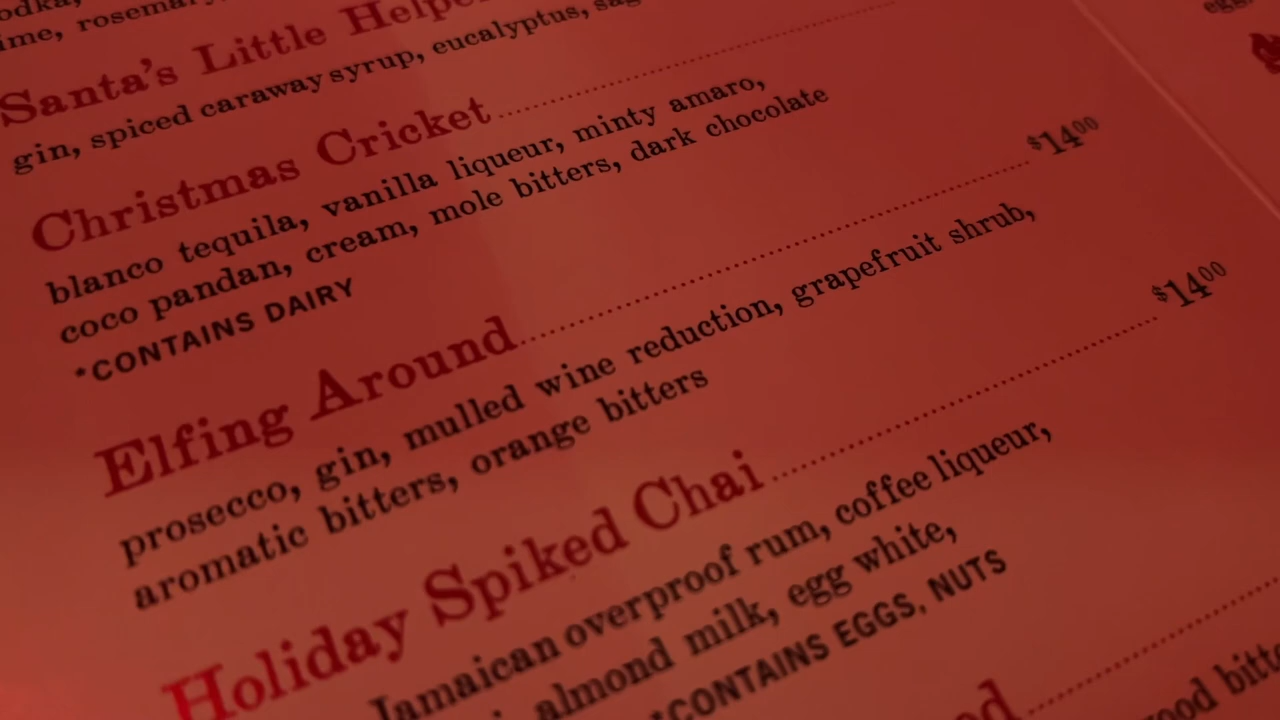 ime, rosemary,
Santa's Little Helper
gin, spiced caraway syrup, eucalyptus,
Christmas Cricket
blanco tequila, vanilla liqueur, minty amaro,
coco pandan, cream, mole bitters, dark chocolate
*CONTAINS DAIRY
Elfing Around $14.00
prosecco, gin, mulled wine reduction, grapefruit shrub,
aromatic bitters, orange bitters
Holiday Spiked Chai $14.00
Jamaican overproof rum, coffee liqueur,
almond milk, egg white,
*CONTAINS EGGS, NUTS